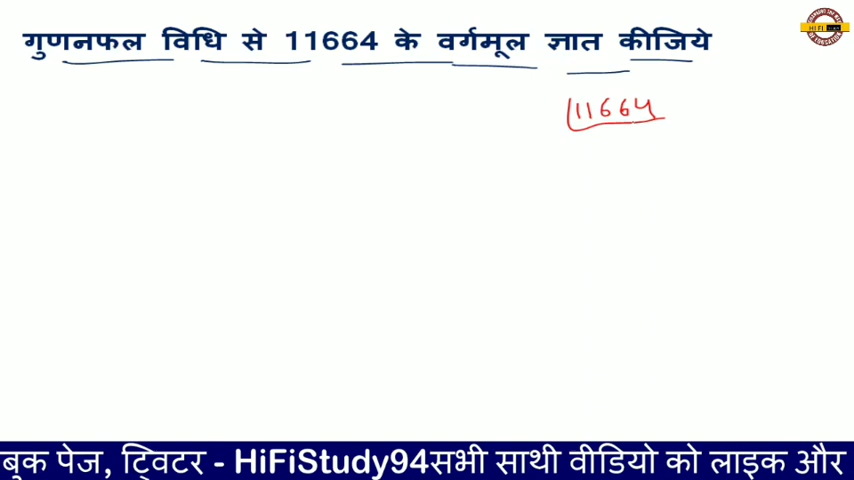 गुणनफल विधि से 11664 के वर्गमूल ज्ञात कीजिये
11664
बुक पेज, ट्विटर - HiFiStudy94सभी साथी वीडियो को लाइक और